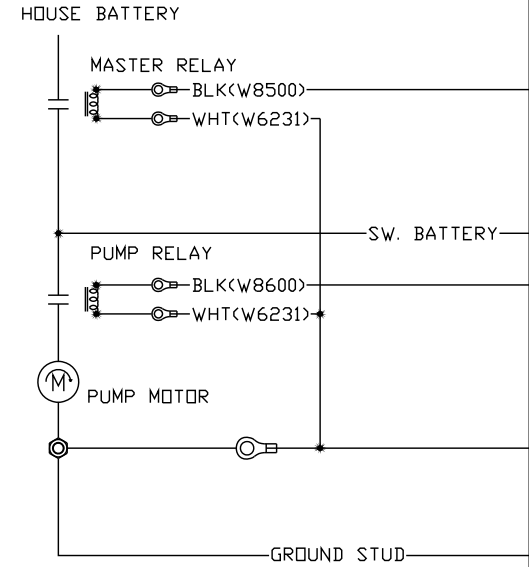 HOUSE BATTERY
MASTER RELAY
BLK(W8500)
WHT(W6231)
SW. BATTERY
PUMP RELAY
BLK(W8600)
WHT(W6231)
M
PUMP MOTOR
GROUND STUD